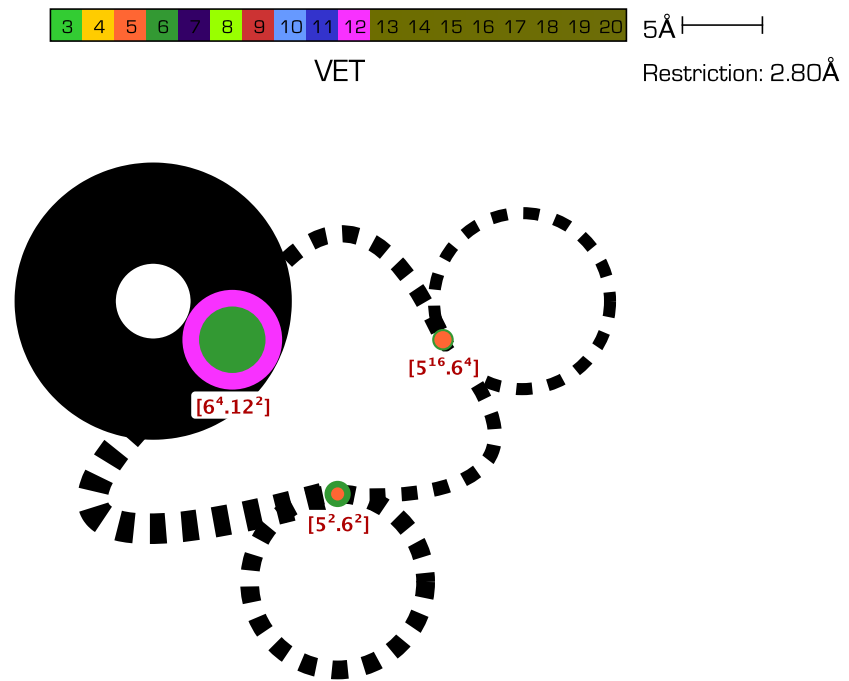 3 4 5 6 7 8 9 10 11 12 13 14 15 16 17 18 19 20
5Å
VET
Restriction: 2.80Å
[5¹⁶.6⁴]
[6⁴.12²]
[5².6²]